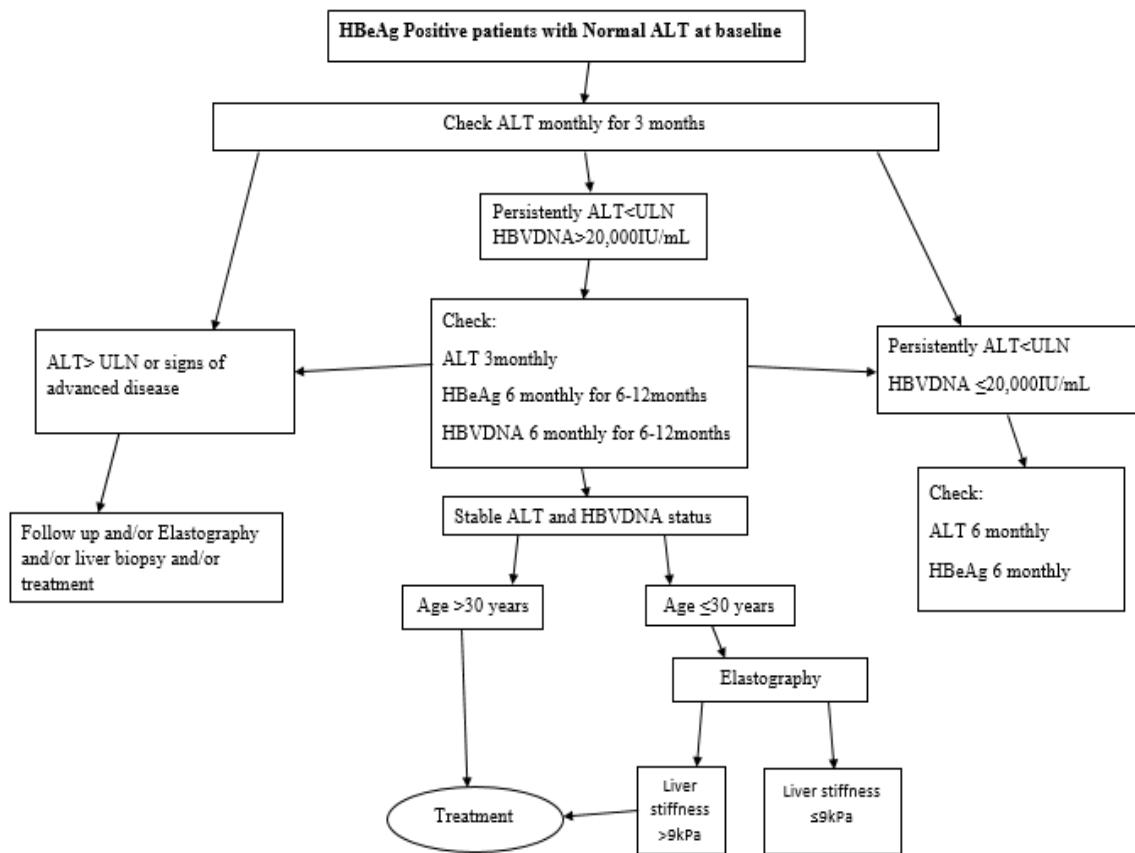 HBeAg Positive patients with Normal ALT at baseline
Check ALT monthly for 3 months
Persistently ALT<ULN
HBVDNA>20,000IU/mL
ALT> ULN or signs of
advanced disease
Check:
ALT 3monthly
HBeAg 6 monthly for 6-12months
HBVDNA 6 monthly for 6-12months
Persistently ALT<ULN
HBVDNA ≤20,000IU/mL
Follow up and/or Elastography
and/or liver biopsy and/or
treatment
Stable ALT and HBVDNA status
Check:
ALT 6 monthly
HBeAg 6 monthly
Age >30 years
Age ≤30 years
Elastography
Treatment
Liver
stiffness
>9kPa
Liver stiffness
≤9kPa